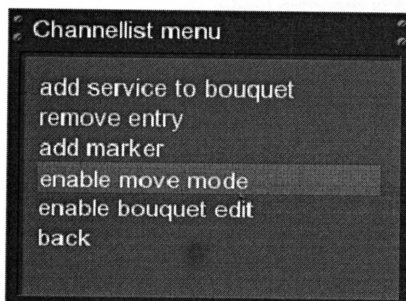 Channellist menu
add service to bouquet
remove entry
add marker
enable move mode
enable bouquet edit
back